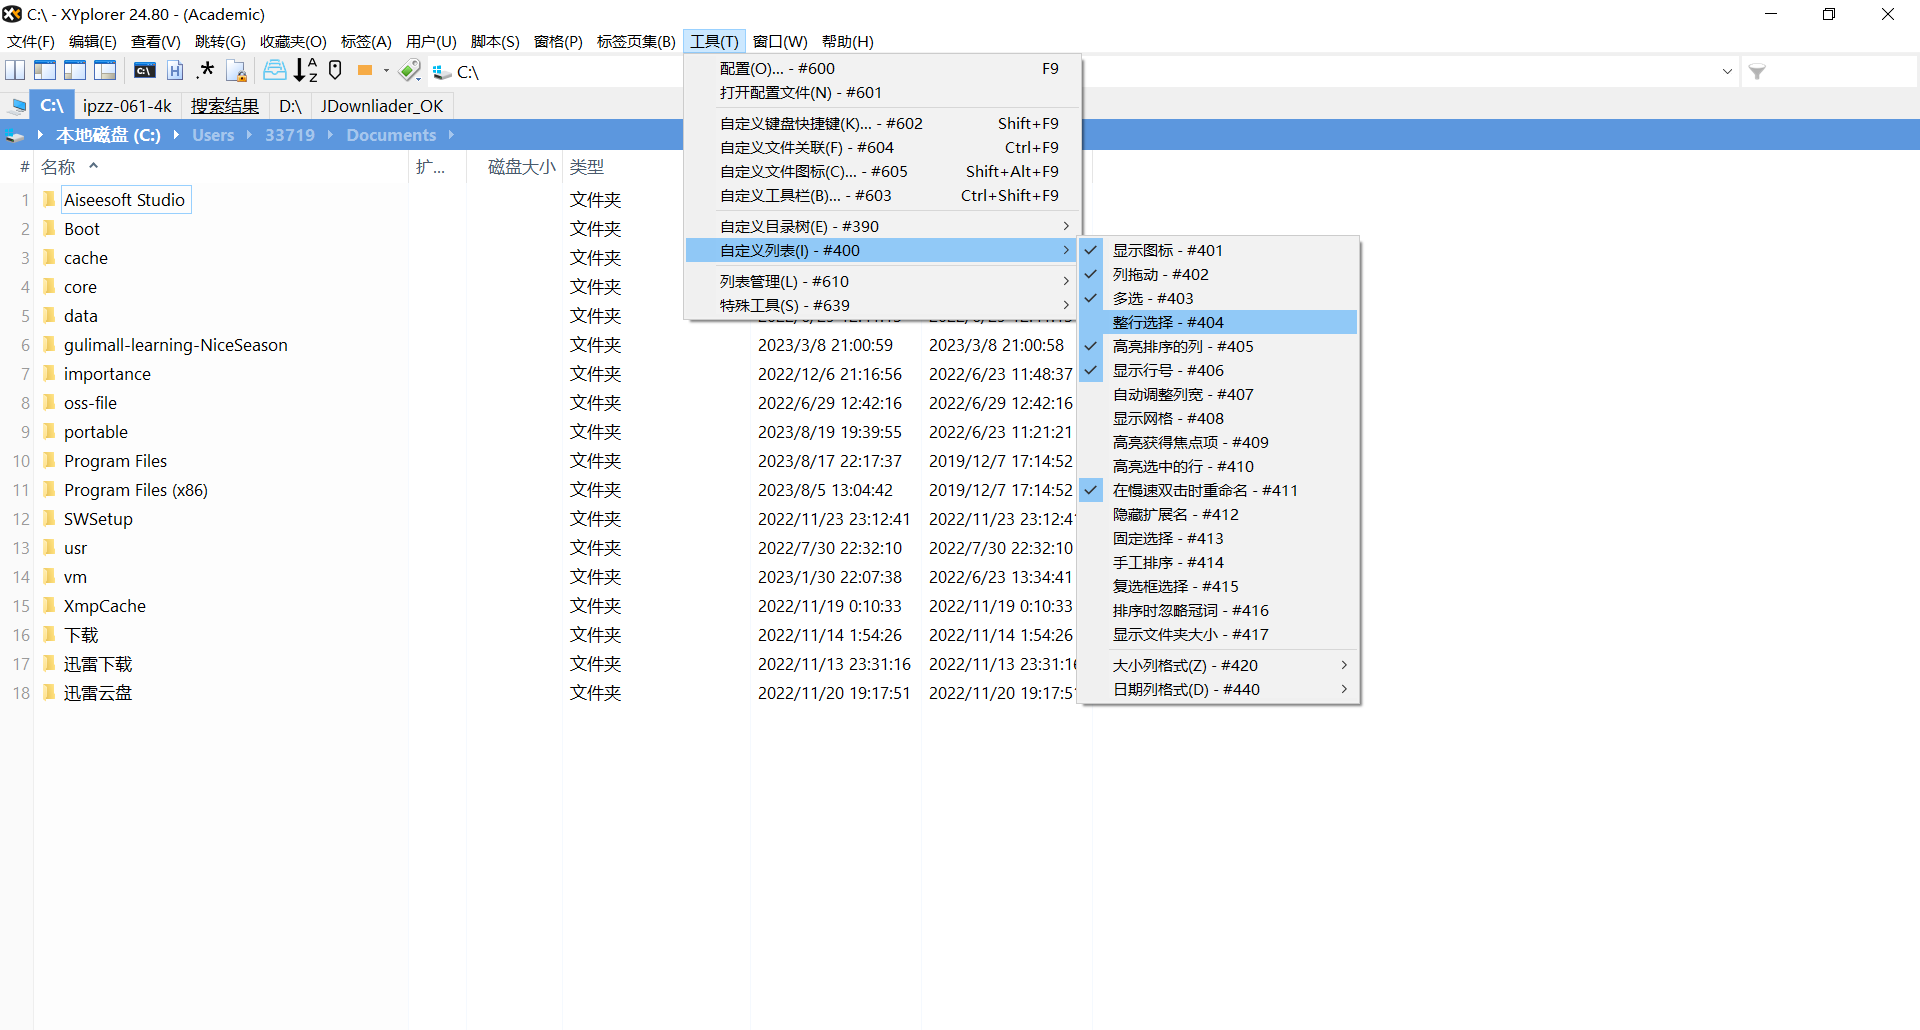 C:\ - XYplorer 24.80 - (Academic)
文件(F) 编辑(E) 查看(V) 跳转(G) 收藏夹(O) 标签(A) 用户(U) 脚本(S) 窗格(P) 标签页集(B) 工具(T) 窗口(W) 帮助(H)
C:\
C:\ ipzz-061-4k 搜索结果 D:\ JDownliader_OK
本地磁盘 (C:) Users 33719 Documents
# 名称 扩... 磁盘大小 类型
1 Aiseesoft Studio 文件夹
2 Boot 文件夹
3 cache 文件夹
4 core 文件夹
5 data 文件夹
6 gulimall-learning-NiceSeason 文件夹 2023/3/8 21:00:59 2023/3/8 21:00:58
7 importance 文件夹 2022/12/6 21:16:56 2022/6/23 11:48:37
8 oss-file 文件夹 2022/6/29 12:42:16 2022/6/29 12:42:16
9 portable 文件夹 2023/8/19 19:39:55 2022/6/23 11:21:21
10 Program Files 文件夹 2023/8/17 22:17:37 2019/12/7 17:14:52
11 Program Files (x86) 文件夹 2023/8/5 13:04:42 2019/12/7 17:14:52
12 SWSetup 文件夹 2022/11/23 23:12:41 2022/11/23 23:12:41
13 usr 文件夹 2022/7/30 22:32:10 2022/7/30 22:32:10
14 vm 文件夹 2023/1/30 22:07:38 2022/6/23 13:34:41
15 XmpCache 文件夹 2022/11/19 0:10:33 2022/11/19 0:10:33
16 下载 文件夹 2022/11/14 1:54:26 2022/11/14 1:54:26
17 迅雷下载 文件夹 2022/11/13 23:31:16 2022/11/13 23:31:16
18 迅雷云盘 文件夹 2022/11/20 19:17:51 2022/11/20 19:17:51
配置(O)... - #600 F9
打开配置文件(N) - #601
自定义键盘快捷键(K)... - #602 Shift+F9
自定义文件关联(F) - #604 Ctrl+F9
自定义文件图标(C)... - #605 Shift+Alt+F9
自定义工具栏(B)... - #603 Ctrl+Shift+F9
自定义目录树(E) - #390
自定义列表(I) - #400
列表管理(L) - #610
特殊工具(S) - #639
显示图标 - #401
列拖动 - #402
多选 - #403
整行选择 - #404
高亮排序的列 - #405
显示行号 - #406
自动调整列宽 - #407
显示网格 - #408
高亮获得焦点项 - #409
高亮选中的行 - #410
在慢速双击时重命名 - #411
隐藏扩展名 - #412
固定选择 - #413
手工排序 - #414
复选框选择 - #415
排序时忽略冠词 - #416
显示文件夹大小 - #417
大小列格式(Z) - #420
日期列格式(D) - #440